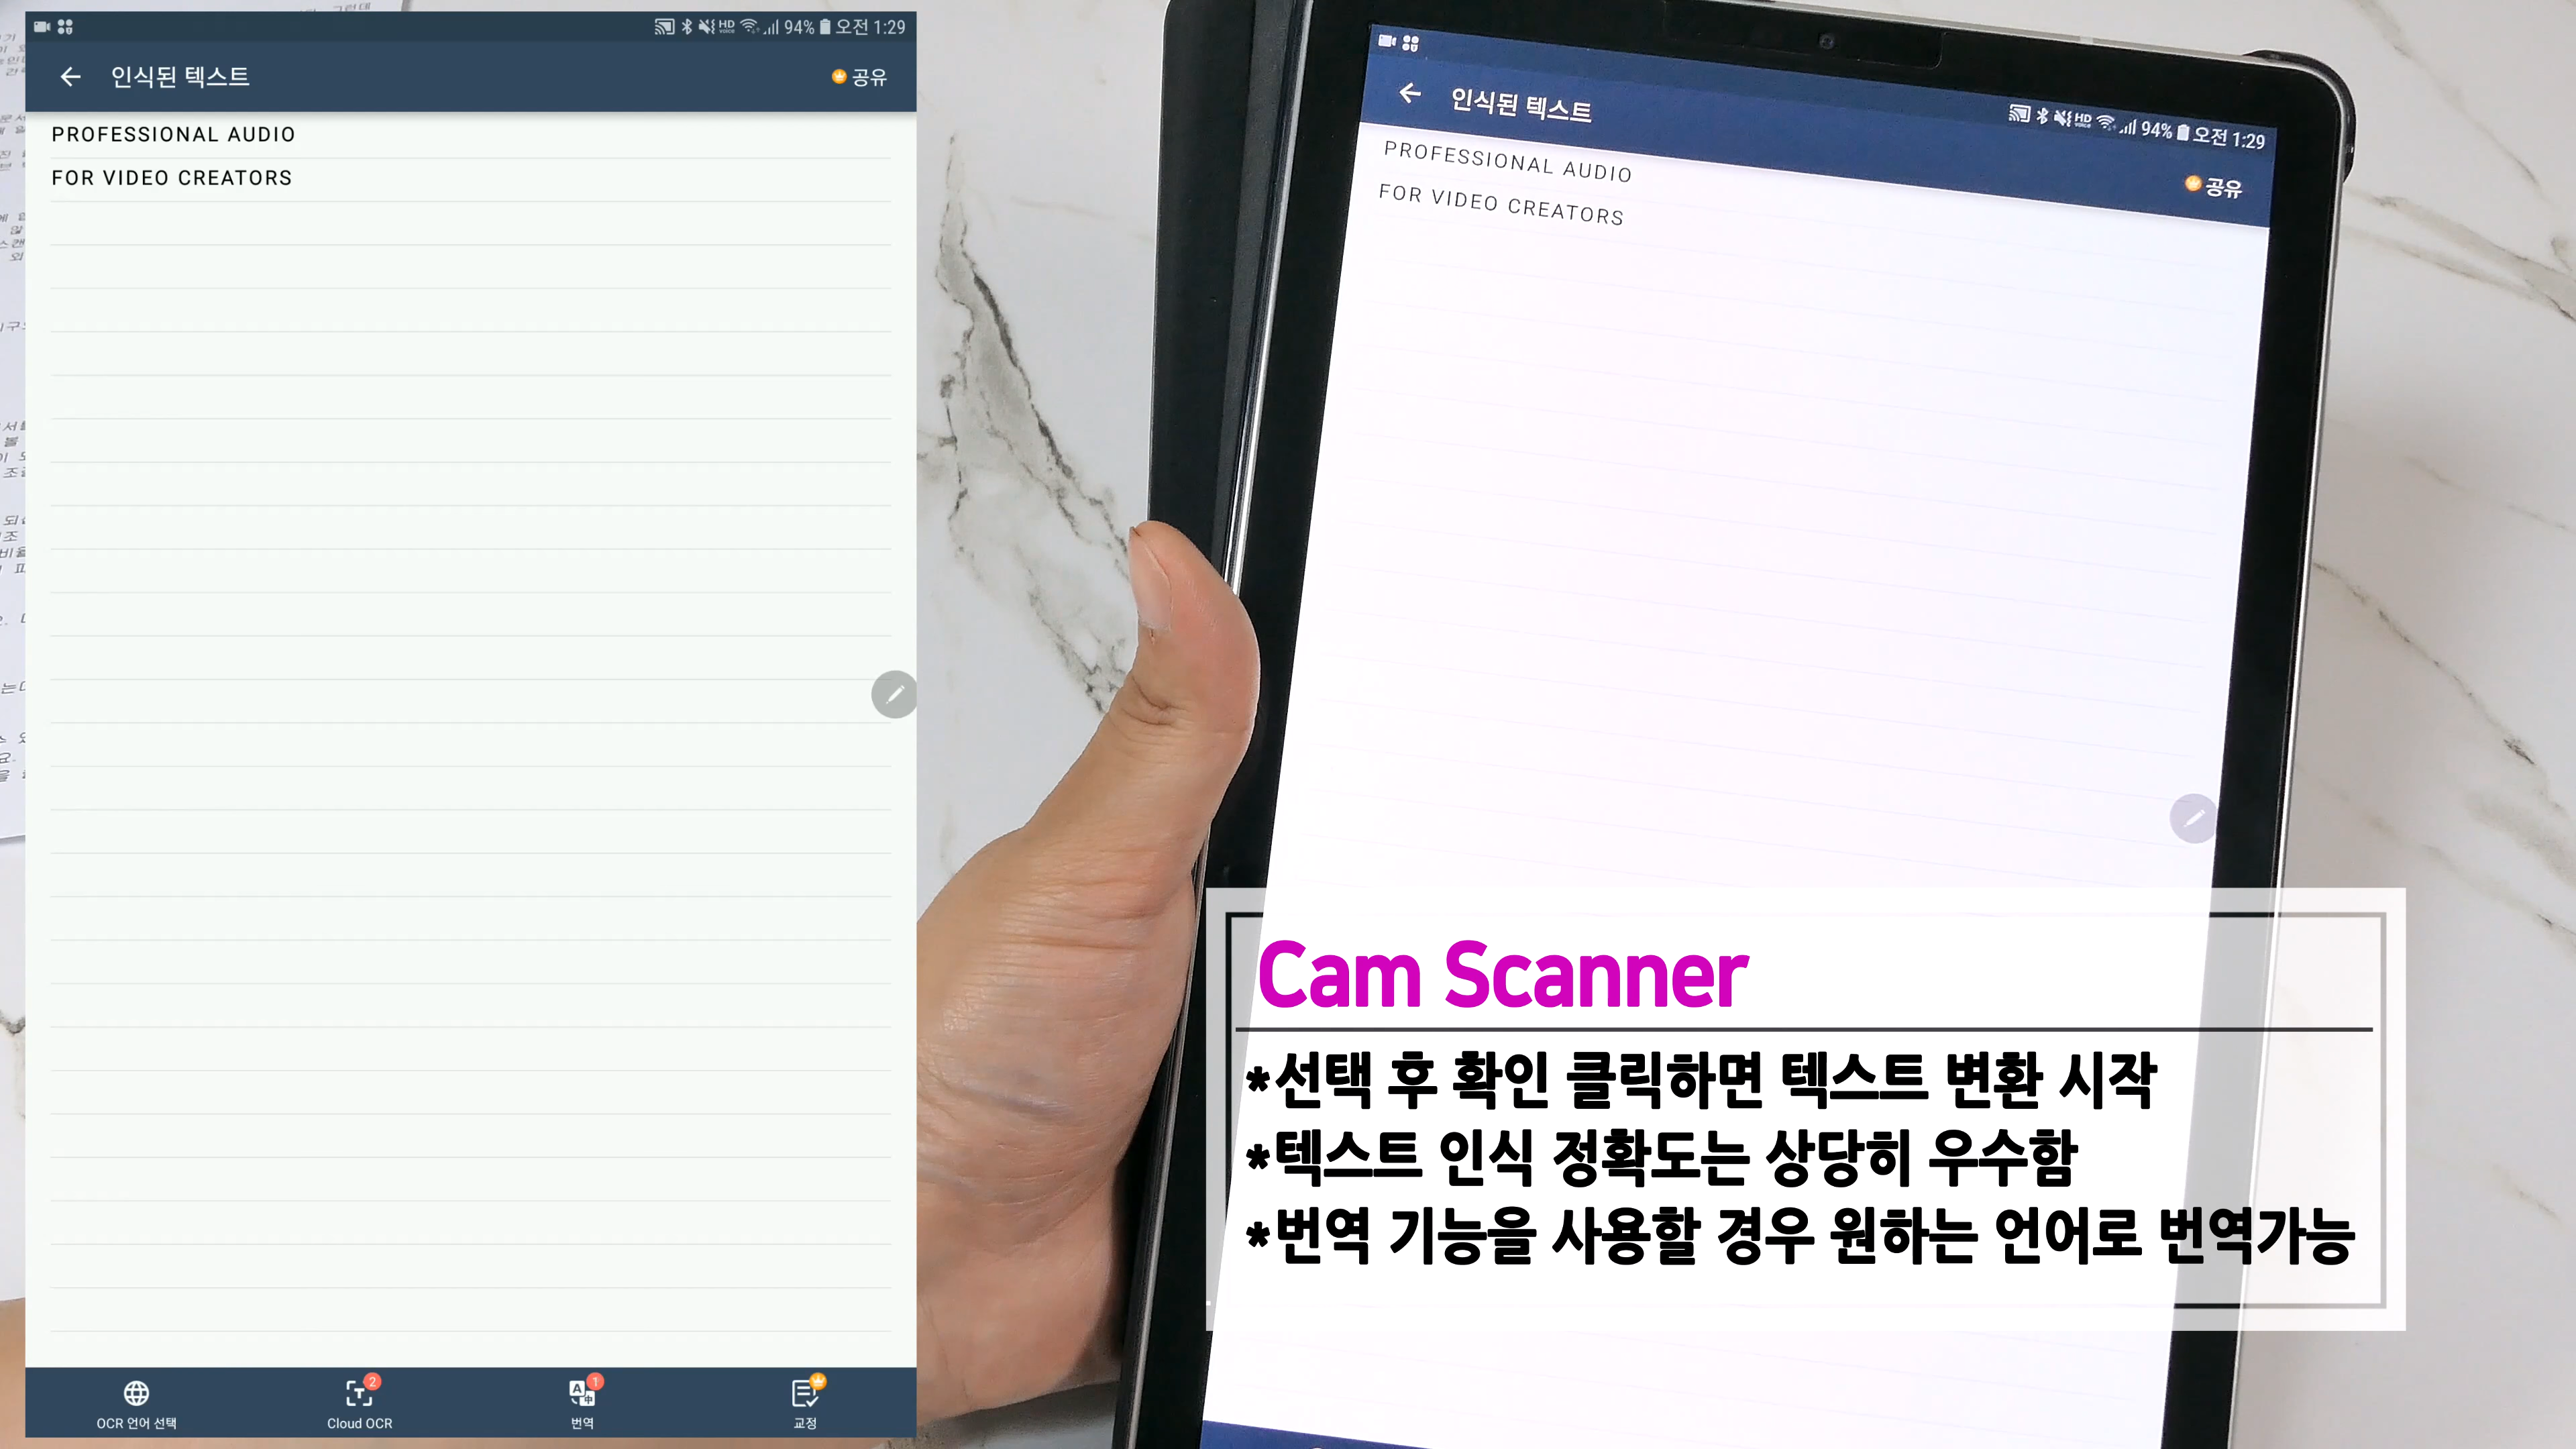 94% 오전 1:29
인식된 텍스트
공유
PROFESSIONAL AUDIO
FOR VIDEO CREATORS
OCR 언어 선택
2
Cloud OCR
1
번역
교정
HD voice 94% 오전 1:29
인식된 텍스트
공유
PROFESSIONAL AUDIO
FOR VIDEO CREATORS
Cam Scanner
*선택 후 확인 클릭하면 텍스트 변환 시작
*텍스트 인식 정확도는 상당히 우수함
*번역 기능을 사용할 경우 원하는 언어로 번역가능